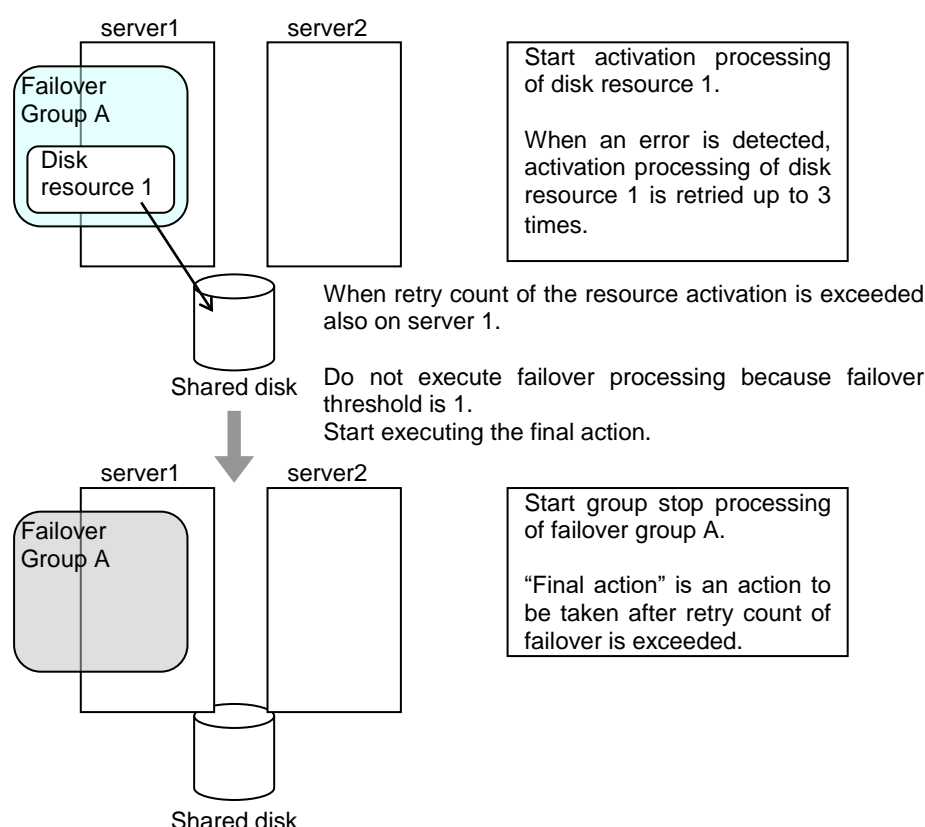 server1
server2
Failover
Group A
Disk
resource 1
Start activation processing
of disk resource 1.
When an error is detected,
activation processing of disk
resource 1 is retried up to 3
times.
When retry count of the resource activation is exceeded
also on server 1.
Shared disk
Do not execute failover processing because failover
threshold is 1.
Start executing the final action.
server1
server2
Failover
Group A
Start group stop processing
of failover group A.
“Final action” is an action to
be taken after retry count of
failover is exceeded.
Shared disk